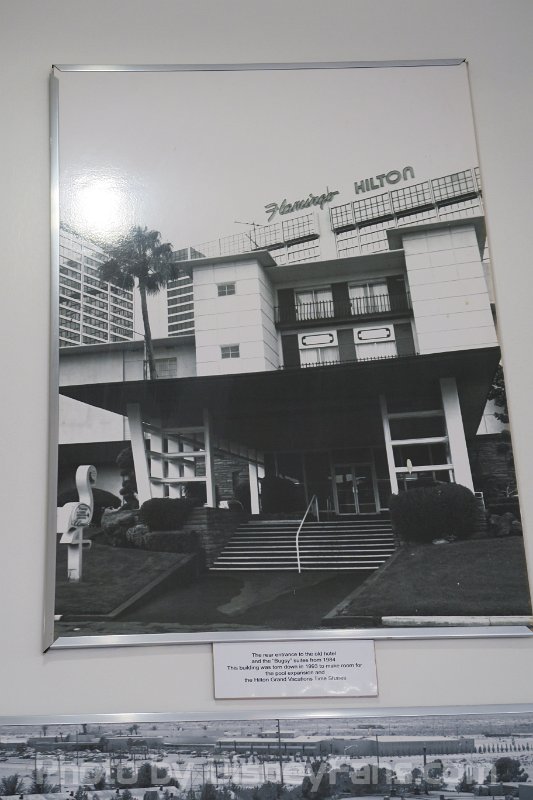 Flamingo HILTON
The rear entrance to the old hotel
and the "Bugsy" suites from 1984
This building was torn down in 1993 to make room for
the pool expansion and
the Hilton Grand Vacations Time Shares
Photo By DisneyFans.com